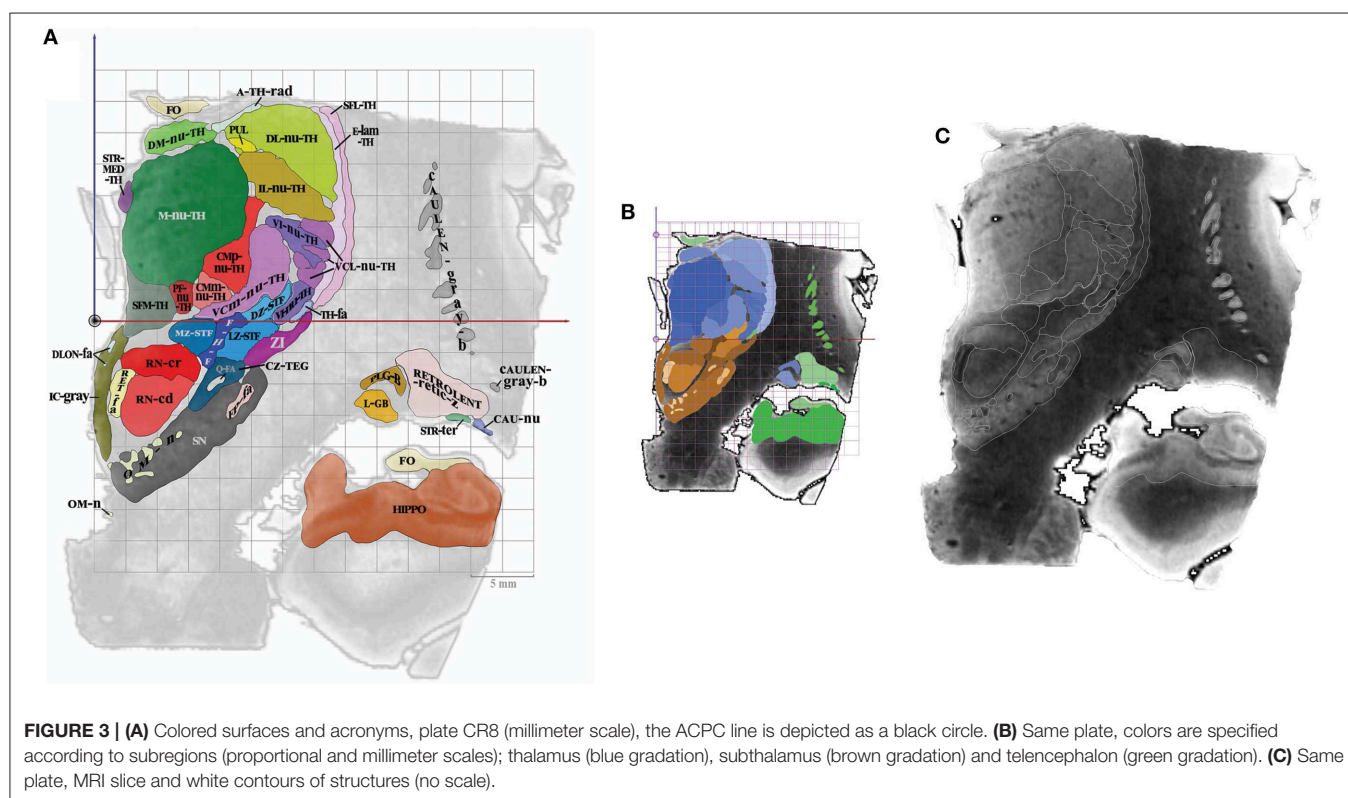 (A)
A-TH-rad
FO
SFL-TH
DM-nu-TH
PUL
DL-nu-TH
E-lam
-TH
STR-
MED
-TH
IL-nu-TH
M-nu-TH
CAULEN-gray-b
VI-nu-TH
CMp-
nu-TH
VCL-nu-TH
PF-
nu
-TH
CMm-
nu-TH
VCm-nu-TH
SFM-TH
DZ-STF
TH-fa
MZ-STF
F-H-F
LZ-STF
ZI
DLON-fa
RN-cr
Q-FA
CZ-TEG
RET-fa
CAULEN-
gray-b
IC-gray
RN-cd
L-GB
RETROLENT
-retic-z
STR-ter
CAU-nu
SN
OM-n
FO
OM-n
HIPPO
5 mm
(B)
(C)
FIGURE 3 | (A) Colored surfaces and acronyms, plate CR8 (millimeter scale), the ACPC line is depicted as a black circle. (B) Same plate, colors are specified
according to subregions (proportional and millimeter scales); thalamus (blue gradation), subthalamus (brown gradation) and telencephalon (green gradation). (C) Same
plate, MRI slice and white contours of structures (no scale).